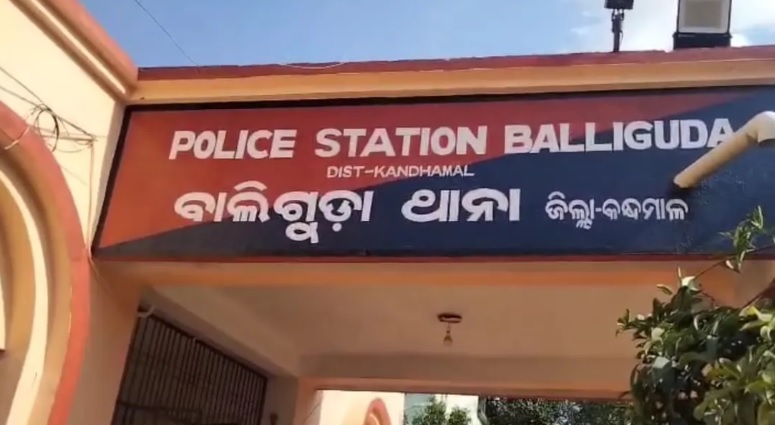 POLICE STATION BALLIGUDA
DIST-KANDHAMAL
ବାଲିଗୁଡ଼ା ଥାନା ଜିଲ୍ଲା-କନ୍ଧମାଳ